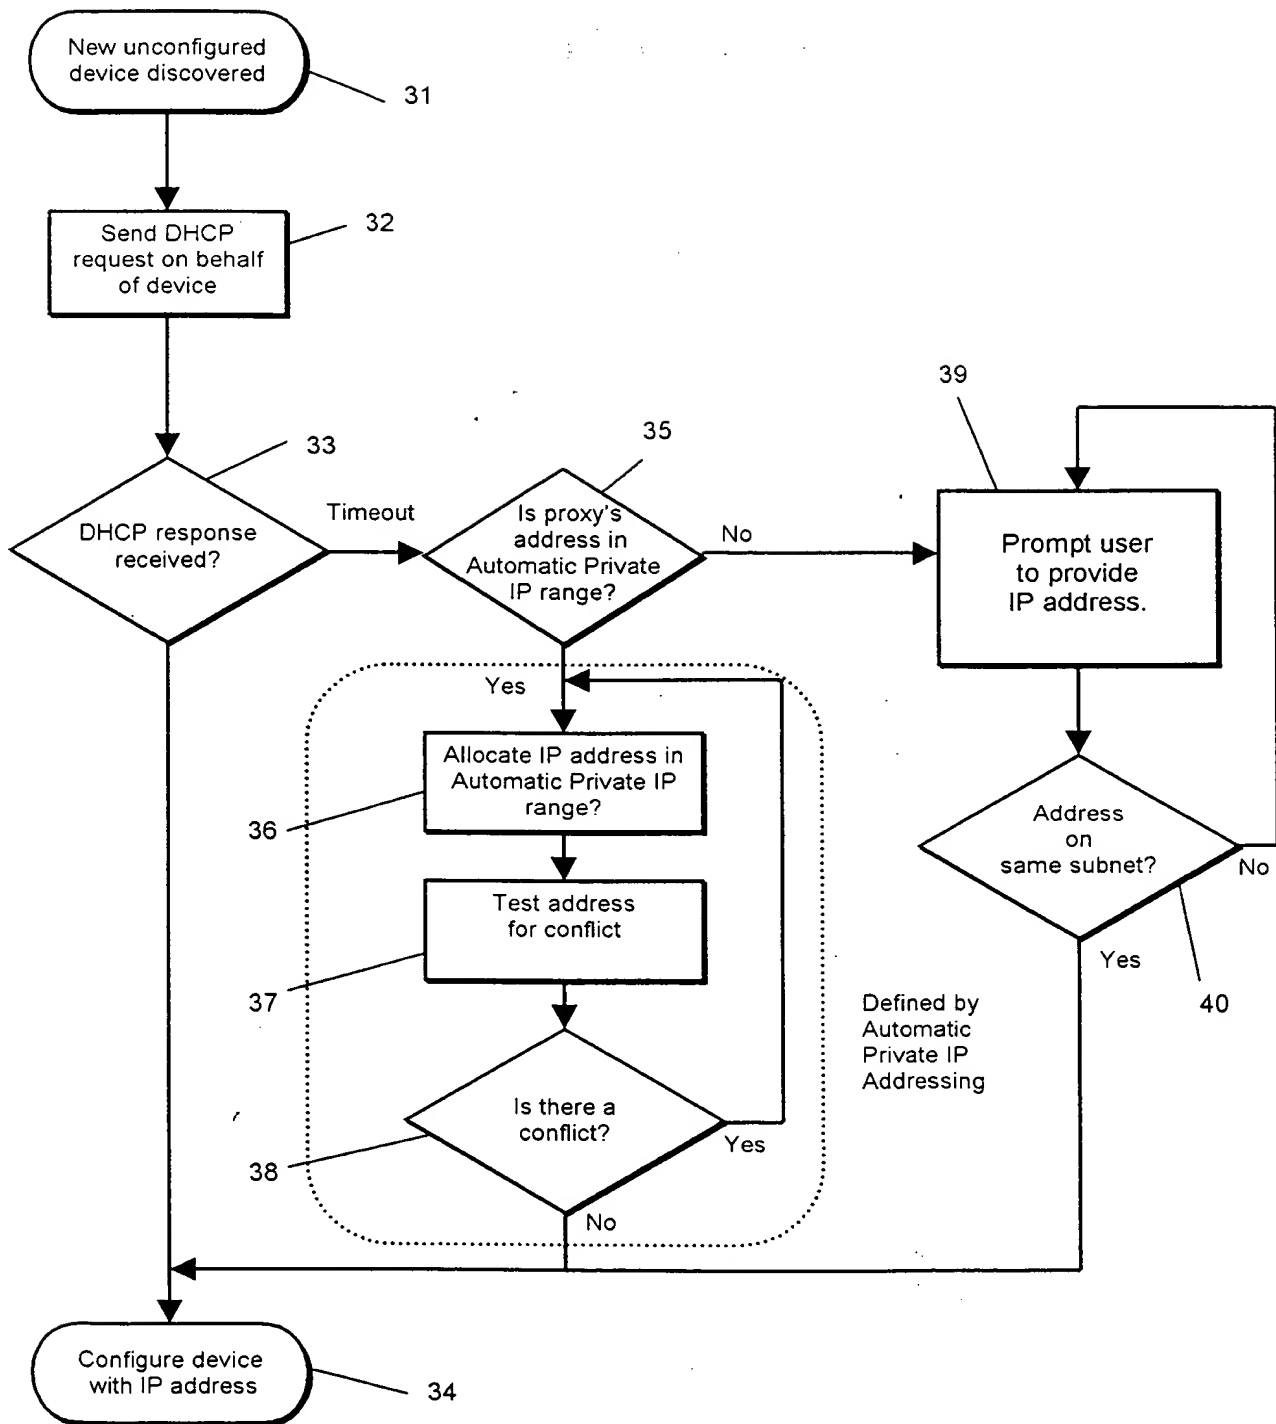 New unconfigured
device discovered
31
Send DHCP
request on behalf
of device
32
39
33
35
DHCP response
received?
Timeout
Is proxy's
address in
Automatic Private
IP range?
No
Prompt user
to provide
IP address.
Yes
Allocate IP address in
Automatic Private IP
range?
36
Address
on
same subnet?
No
Test address
for conflict
37
Yes
40
Defined by
Automatic
Private IP
Addressing
Is there a
conflict?
Yes
38
No
Configure device
with IP address
34